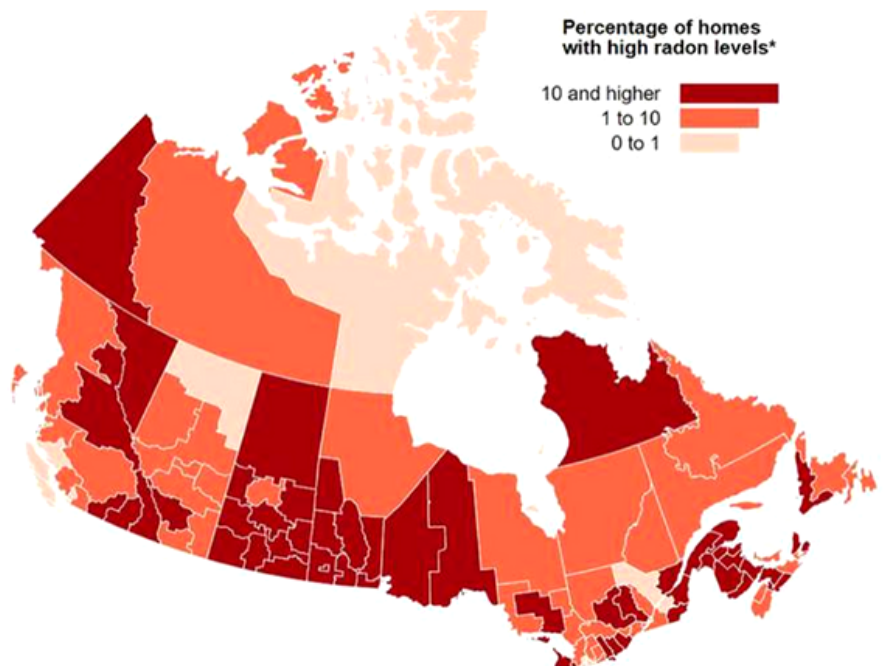 Percentage of homes
with high radon levels*
10 and higher
1 to 10
0 to 1